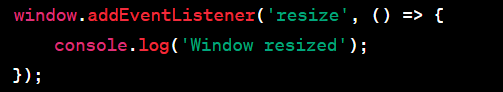 window.addEventListener('resize', () => {
    console.log('Window resized');
});